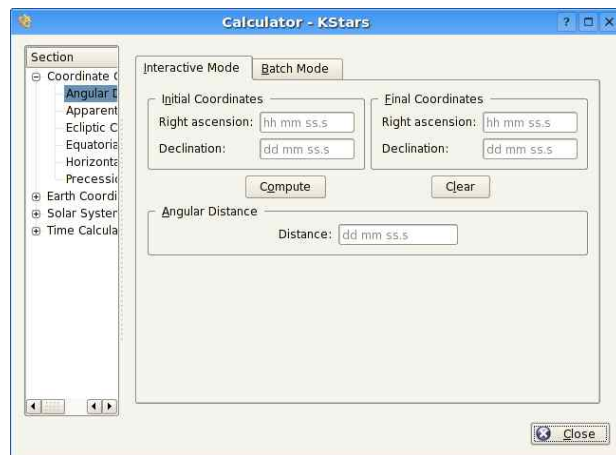 Calculator - KStars
Section
Coordinate C
Angular D
Apparent
Ecliptic C
Equatoria
Horizonta
Precessio
Earth Coordi
Solar System
Time Calcula
Interactive Mode
Batch Mode
Initial Coordinates
Right ascension: hh mm ss.s
Declination: dd mm ss.s
Final Coordinates
Right ascension: hh mm ss.s
Declination: dd mm ss.s
Compute
Clear
Angular Distance
Distance: dd mm ss.s
Close